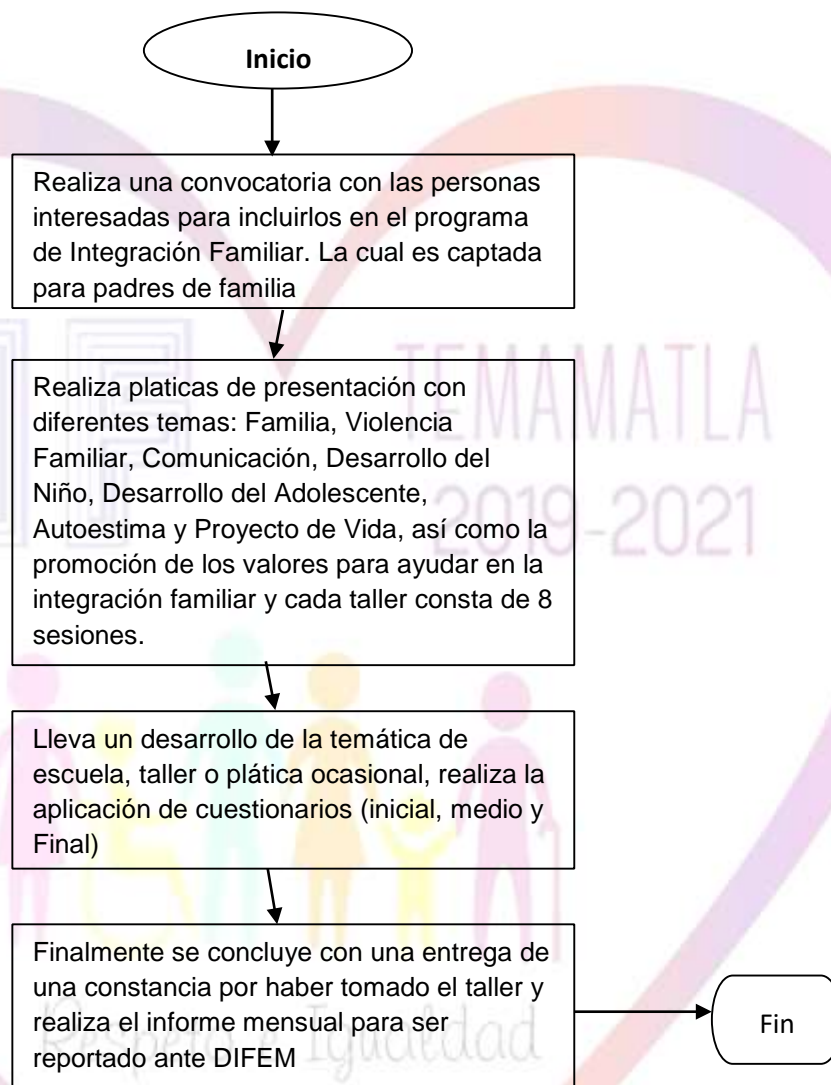 Inicio
Realiza una convocatoria con las personas
interesadas para incluirlos en el programa
de Integración Familiar. La cual es captada
para padres de familia
TEMAMATLA
2019-2021
Realiza platicas de presentación con
diferentes temas: Familia, Violencia
Familiar, Comunicación, Desarrollo del
Niño, Desarrollo del Adolescente,
Autoestima y Proyecto de Vida, así como la
promoción de los valores para ayudar en la
integración familiar y cada taller consta de 8
sesiones.
Lleva un desarrollo de la temática de
escuela, taller o plática ocasional, realiza la
aplicación de cuestionarios (inicial, medio y
Final)
Finalmente se concluye con una entrega de
una constancia por haber tomado el taller y
realiza el informe mensual para ser
reportado ante DIFEM
Respeto e Igualdad
Fin